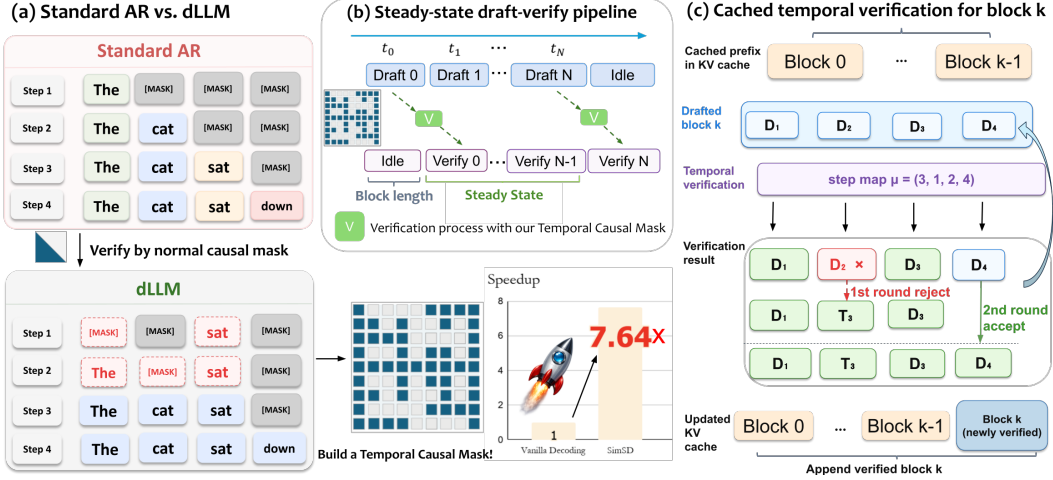 (a) Standard AR vs. dLLM
Standard AR
Step 1
The
[MASK]
[MASK]
[MASK]
Step 2
The
cat
[MASK]
[MASK]
Step 3
The
cat
sat
[MASK]
Step 4
The
cat
sat
down
Verify by normal causal mask
dLLM
Step 1
[MASK]
[MASK]
sat
[MASK]
Step 2
The
[MASK]
sat
[MASK]
Step 3
The
cat
sat
[MASK]
Step 4
The
cat
sat
down
(b) Steady-state draft-verify pipeline
t0
t1
...
tN
Draft 0
Draft 1
...
Draft N
Idle
V
V
Idle
Verify 0
...
Verify N-1
Verify N
Block length
Steady State
V
Verification process with our Temporal Causal Mask
Build a Temporal Causal Mask!
Speedup
8
6
4
2
0
7.64x
1
Vanilla Decoding
SimSD
(c) Cached temporal verification for block k
Cached prefix
in KV cache
Block 0
...
Block k-1
Drafted
block k
D1
D2
D3
D4
Temporal
verification
step map μ = (3, 1, 2, 4)
Verification
result
D1
D2 ×
D3
D4
1st round reject
D1
T3
D3
2nd round
accept
D1
T3
D3
D4
Updated
KV
cache
Block 0
...
Block k-1
Block k
(newly verified)
Append verified block k